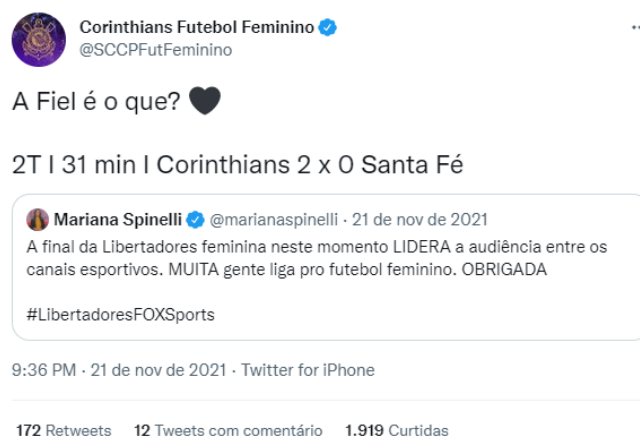 Corinthians Futebol Feminino
@SCCPFutFeminino
A Fiel é o que? 🖤
2T I 31 min I Corinthians 2 x 0 Santa Fé
Mariana Spinelli @marianaspinelli · 21 de nov de 2021
A final da Libertadores feminina neste momento LIDERA a audiência entre os
canais esportivos. MUITA gente liga pro futebol feminino. OBRIGADA
#LibertadoresFOXSports
9:36 PM · 21 de nov de 2021 · Twitter for iPhone
172 Retweets 12 Tweets com comentário 1.919 Curtidas